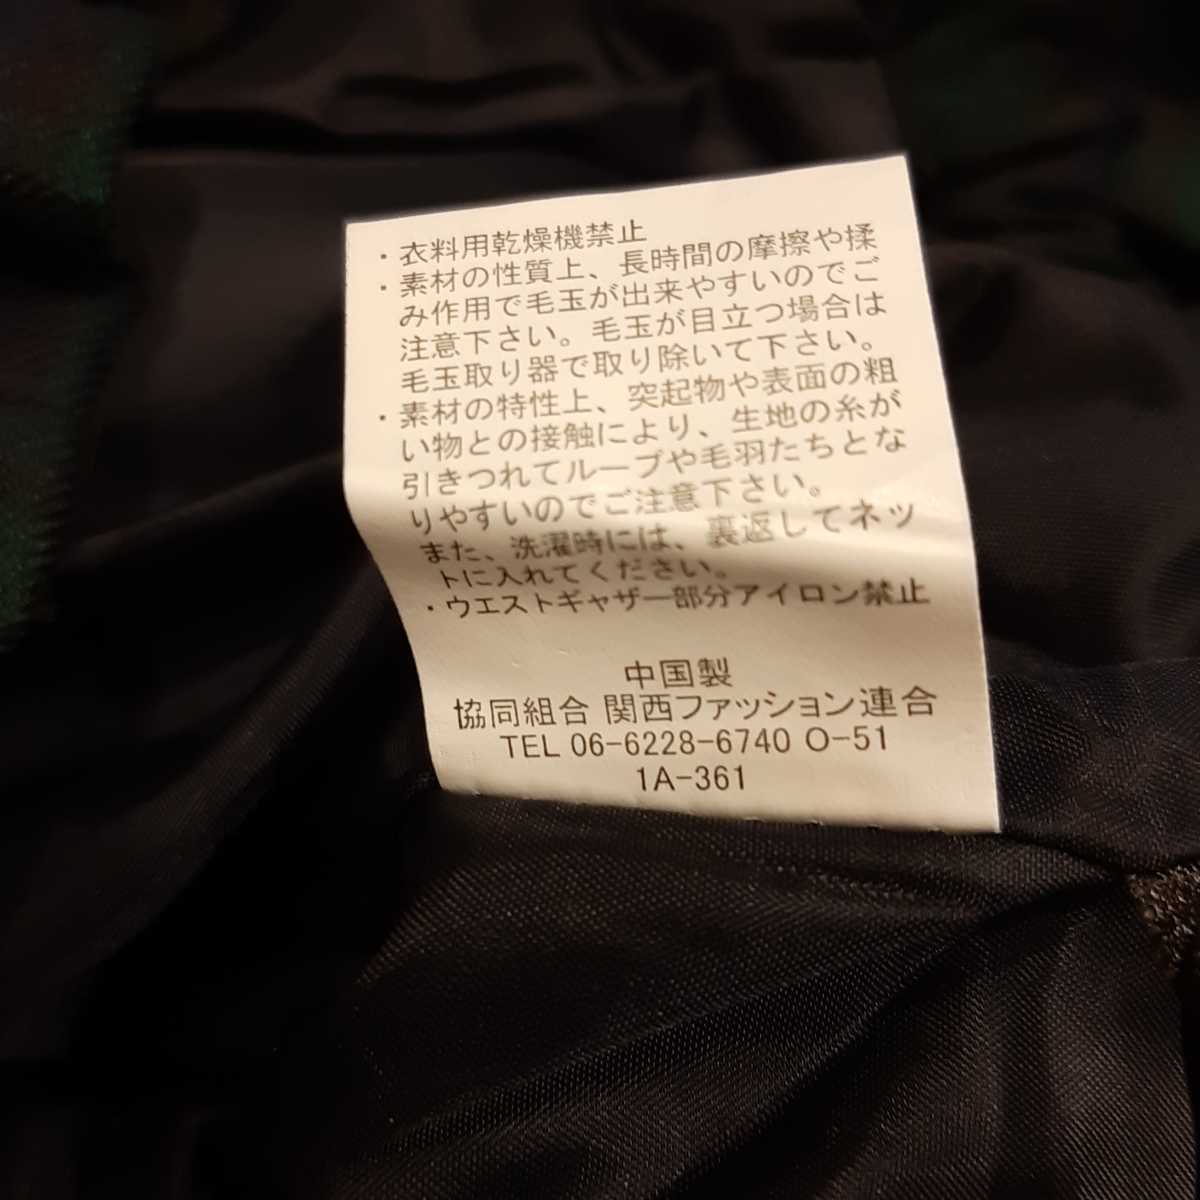 ・衣料用乾燥機禁止
・素材の性質上、長時間の摩擦や揉
み作用で毛玉が出来やすいのでご
注意下さい。毛玉が目立つ場合は
毛玉取り器で取り除いて下さい。
・素材の特性上、突起物や表面の粗
い物との接触により、生地の糸が
引きつれてループや毛羽たちとな
りやすいのでご注意下さい。
また、洗濯時には、裏返してネッ
トに入れてください。
・ウエストギャザー部分アイロン禁止
中国製
協同組合 関西ファッション連合
TEL 06-6228-6740 O-51
1A-361